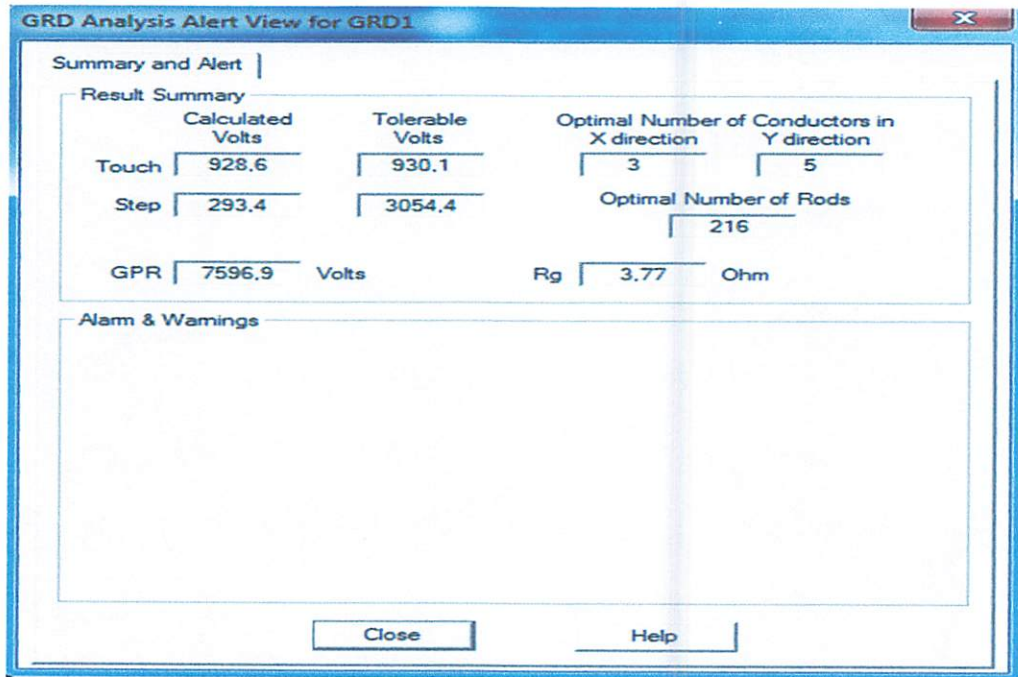 GRD Analysis Alert View for GRD1
Summary and Alert
Result Summary
Calculated Volts
Tolerable Volts
Optimal Number of Conductors in
X direction
Y direction
Touch 928.6 930.1 3 5
Step 293.4 3054.4
Optimal Number of Rods
216
GPR 7596.9 Volts Rg 3.77 Ohm
Alarm & Warnings
Close Help